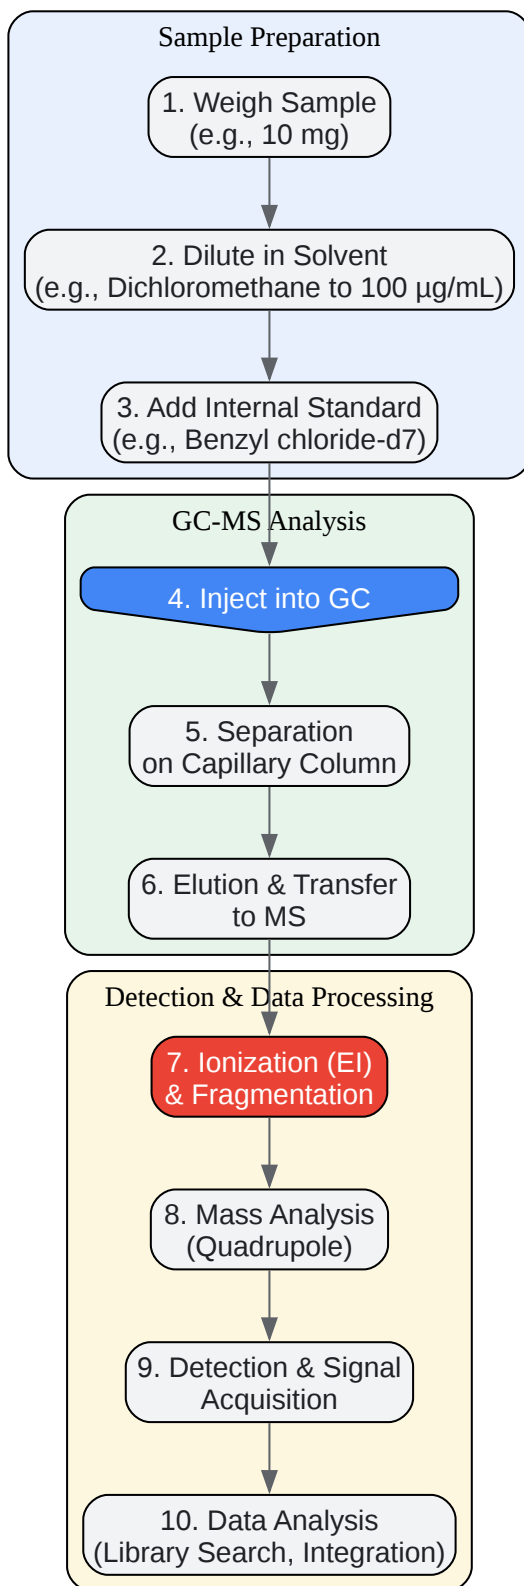 Sample Preparation
1. Weigh Sample
(e.g., 10 mg)
2. Dilute in Solvent
(e.g., Dichloromethane to 100 µg/mL)
3. Add Internal Standard
(e.g., Benzyl chloride-d7)
GC-MS Analysis
4. Inject into GC
5. Separation
on Capillary Column
6. Elution & Transfer
to MS
Detection & Data Processing
7. Ionization (EI)
& Fragmentation
8. Mass Analysis
(Quadrupole)
9. Detection & Signal
Acquisition
10. Data Analysis
(Library Search, Integration)